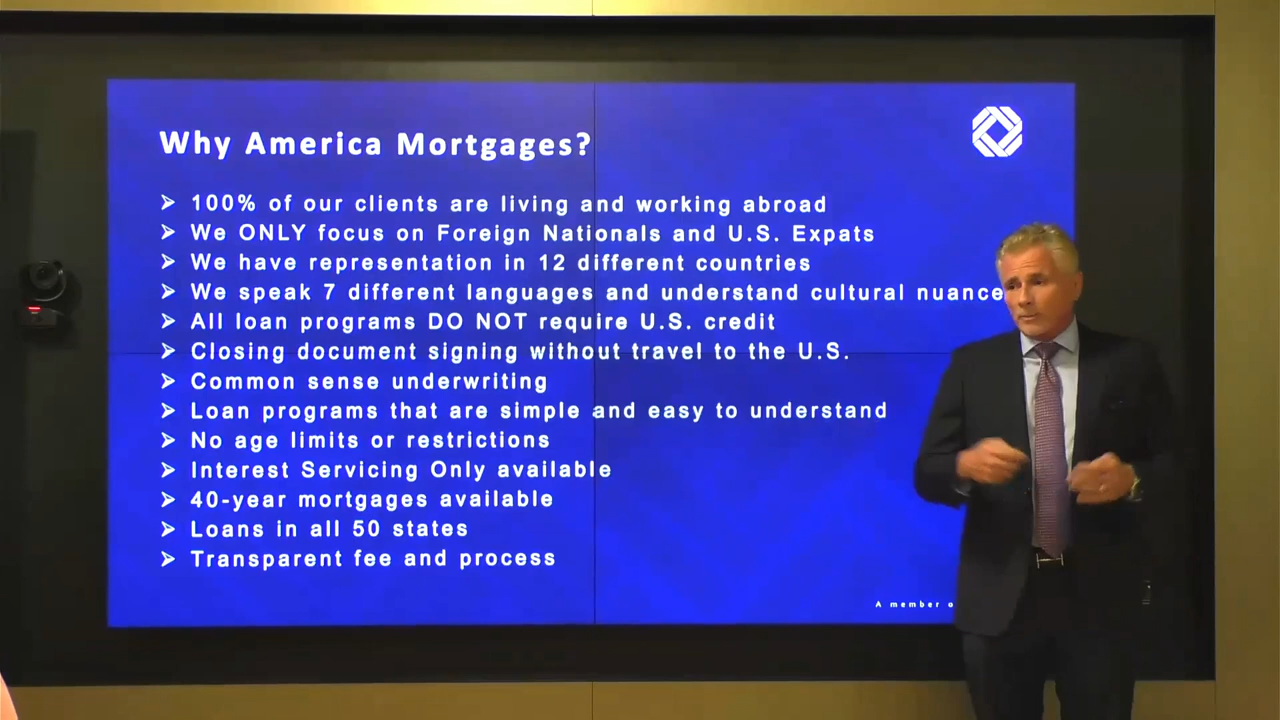 Why America Mortgages?
➢ 100% of our clients are living and working abroad
➢ We ONLY focus on Foreign Nationals and U.S. Expats
➢ We have representation in 12 different countries
➢ We speak 7 different languages and understand cultural nuance
➢ All loan programs DO NOT require U.S. credit
➢ Closing document signing without travel to the U.S.
➢ Common sense underwriting
➢ Loan programs that are simple and easy to understand
➢ No age limits or restrictions
➢ Interest Servicing Only available
➢ 40-year mortgages available
➢ Loans in all 50 states
➢ Transparent fee and process
A member o